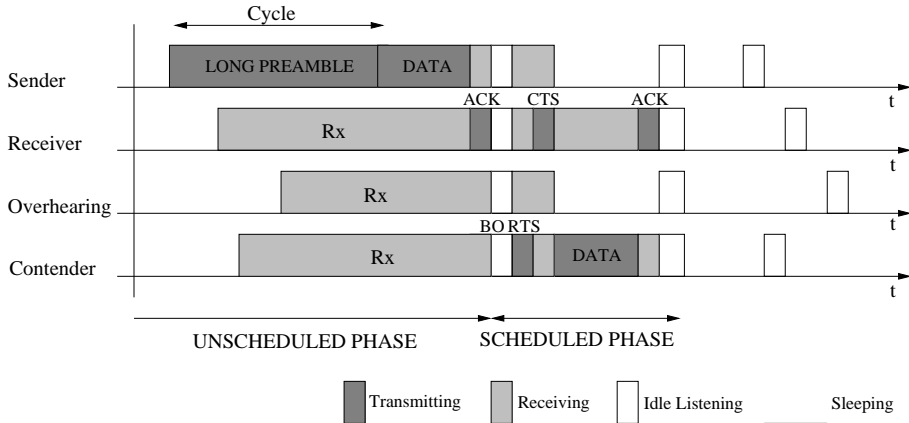 Cycle
Sender
LONG PREAMBLE DATA
t
ACK CTS ACK
Receiver
Rx
t
Overhearing
Rx
t
BO RTS
Contender
Rx DATA
t
UNSCHEDULED PHASE SCHEDULED PHASE
Transmitting Receiving Idle Listening Sleeping